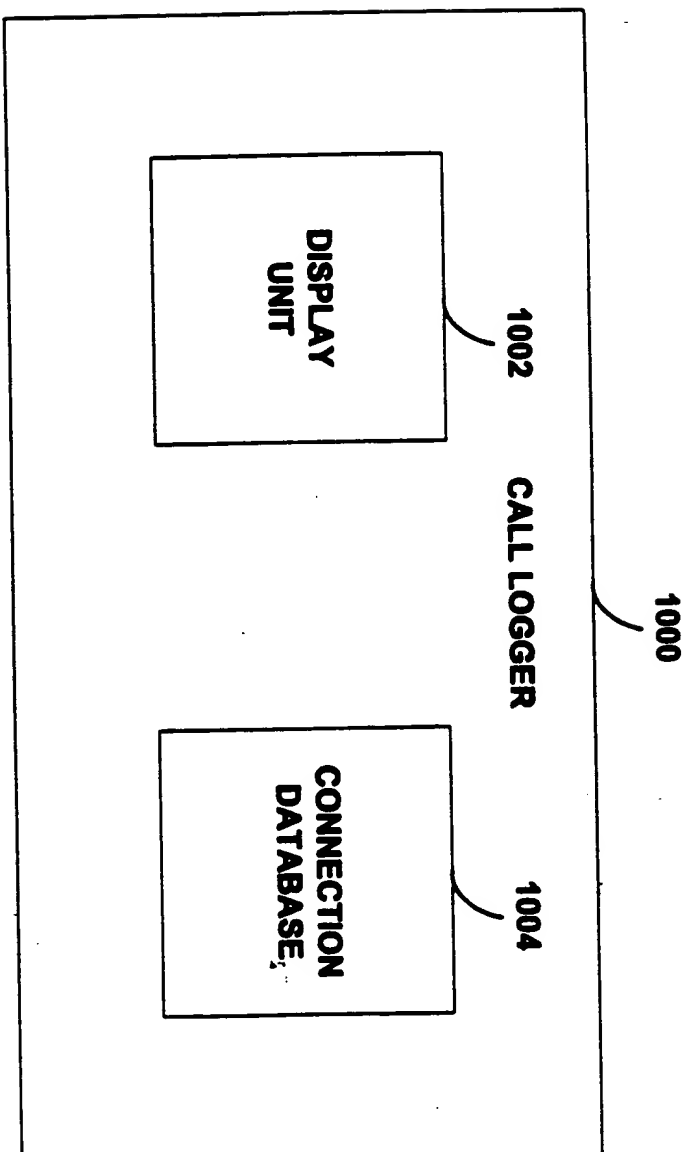 1000
CALL LOGGER
1002
DISPLAY
UNIT
1004
CONNECTION
DATABASE